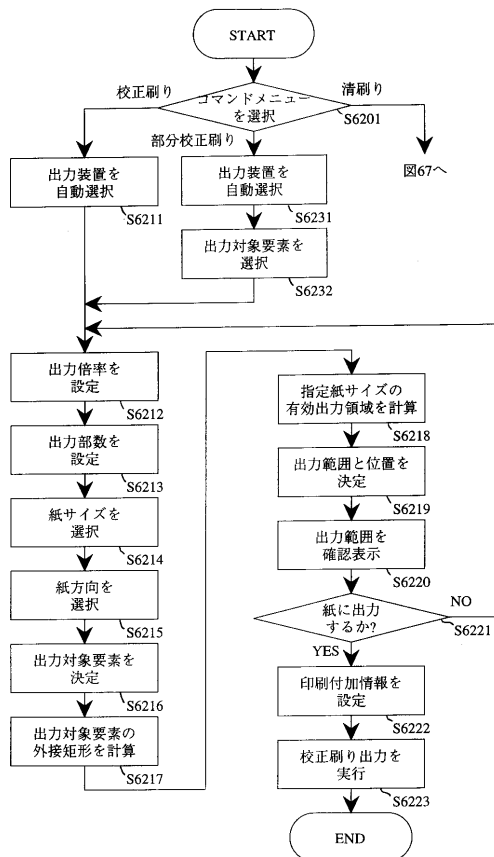 START
校正刷り
コマンドメニュー
を選択
清刷り
S6201
部分校正刷り
図67へ
出力装置を
自動選択
S6211
出力装置を
自動選択
S6231
出力対象要素を
選択
S6232
出力倍率を
設定
S6212
出力部数を
設定
S6213
紙サイズを
選択
S6214
紙方向を
選択
S6215
出力対象要素を
決定
S6216
出力対象要素の
外接矩形を計算
S6217
指定紙サイズの
有効出力領域を計算
S6218
出力範囲と位置を
決定
S6219
出力範囲を
確認表示
S6220
紙に出力
するか?
NO
S6221
YES
印刷付加情報を
設定
S6222
校正刷り出力を
実行
S6223
END